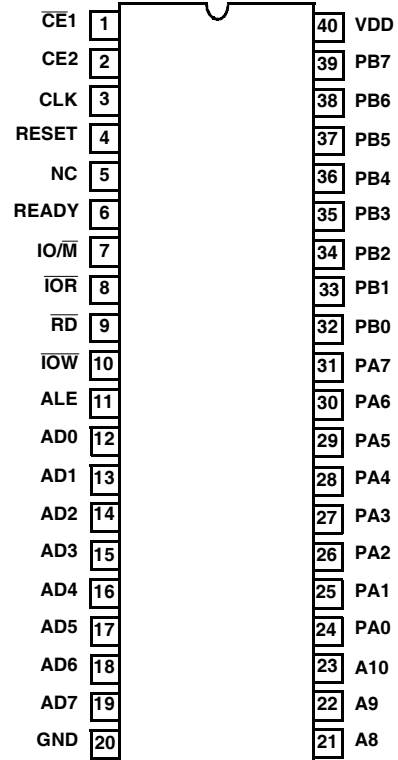 C̅E̅1 1 40 VDD
CE2 2 39 PB7
CLK 3 38 PB6
RESET 4 37 PB5
NC 5 36 PB4
READY 6 35 PB3
IO/M̅ 7 34 PB2
I̅O̅R̅ 8 33 PB1
R̅D̅ 9 32 PB0
I̅O̅W̅ 10 31 PA7
ALE 11 30 PA6
AD0 12 29 PA5
AD1 13 28 PA4
AD2 14 27 PA3
AD3 15 26 PA2
AD4 16 25 PA1
AD5 17 24 PA0
AD6 18 23 A10
AD7 19 22 A9
GND 20 21 A8